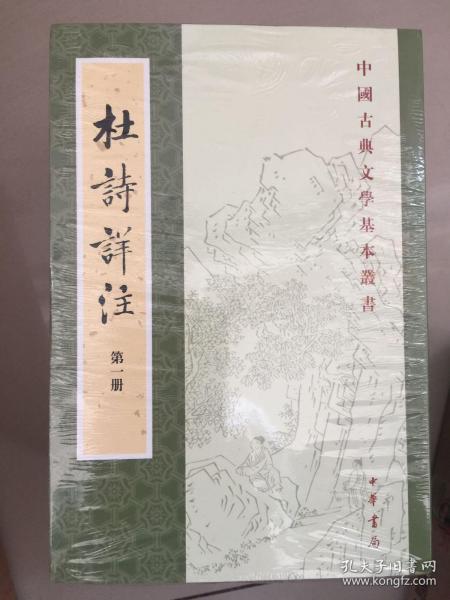 中國古典文學基本叢書
杜詩詳注
第一册
中華書局
孔夫子旧书网
www.kongfz.com